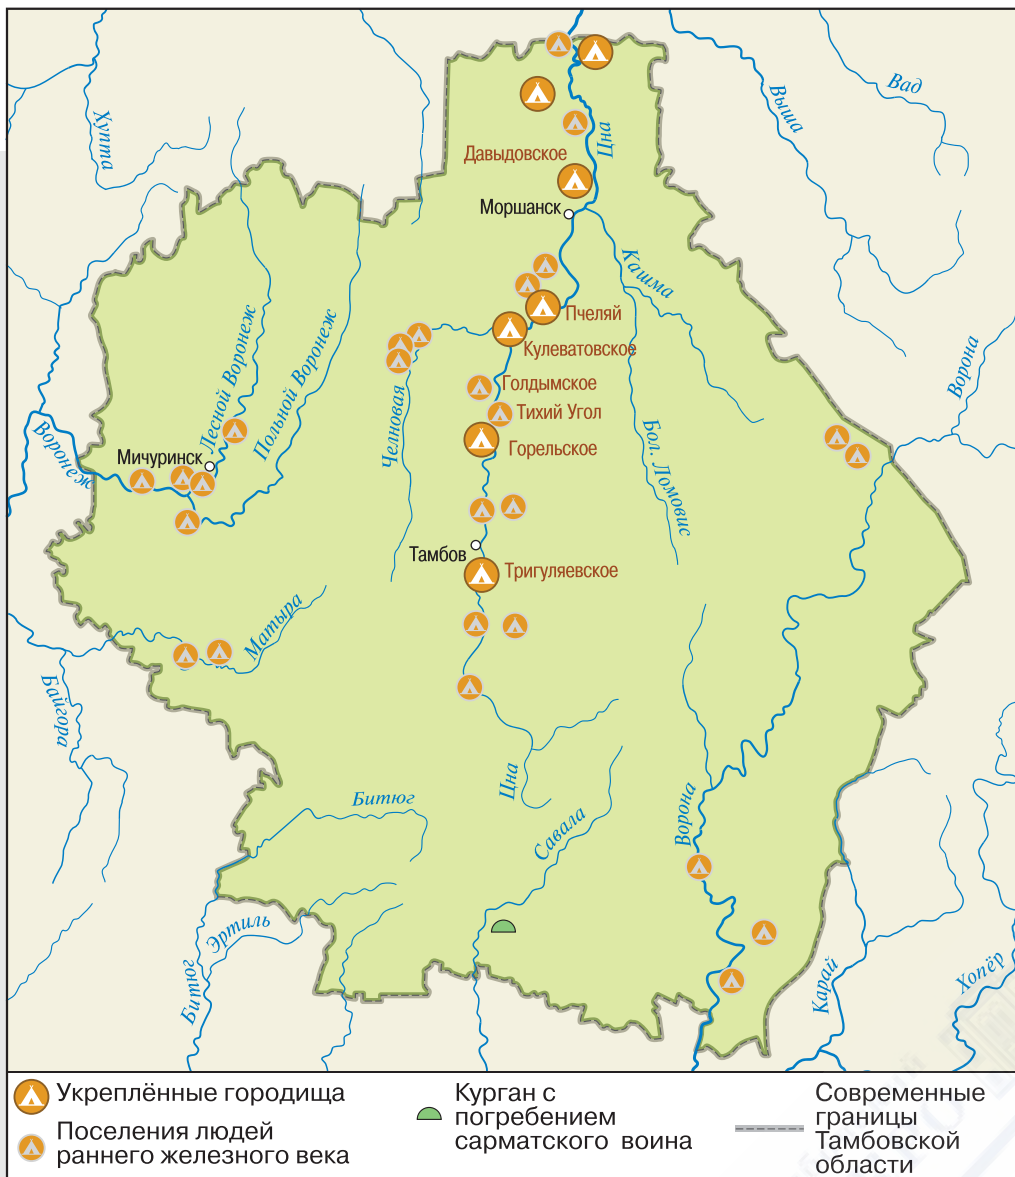 Хупта
Цна
Выша
Вад
Давыдовское
Моршанск
Кашма
Пчеляй
Кулеватовское
Лесной Воронеж
Польной Воронеж
Ворона
Голдымское
Тихий Угол
Челновая
Воронеж
Мичуринск
Горельское
Бол. Ломовис
Тамбов
Тригуляевское
Матыра
Байгора
Цна
Битюг
Савала
Ворона
Эртиль
Битюг
Карай
Хопёр
Укреплённые городища
Поселения людей
раннего железного века
Курган с
погребением
сарматского воина
Современные
границы
Тамбовской
области